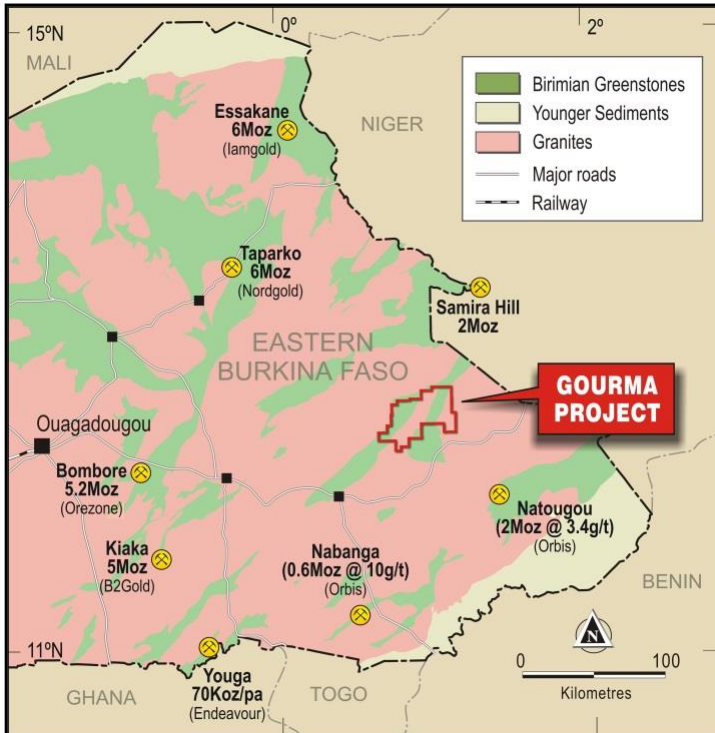 15ºN
0º
2º
MALI
NIGER
Birimian Greenstones
Younger Sediments
Granites
Major roads
Railway
Essakane
6Moz
(Iamgold)
Taparko
6Moz
(Nordgold)
Samira Hill
2Moz
EASTERN
BURKINA FASO
GOURMA
PROJECT
Ouagadougou
Bombore
5.2Moz
(Orezone)
Natougou
(2Moz @ 3.4g/t)
(Orbis)
Kiaka
5Moz
(B2Gold)
Nabanga
(0.6Moz @ 10g/t)
(Orbis)
BENIN
N
11ºN
Youga
70Koz/pa
(Endeavour)
GHANA
TOGO
0
100
Kilometres